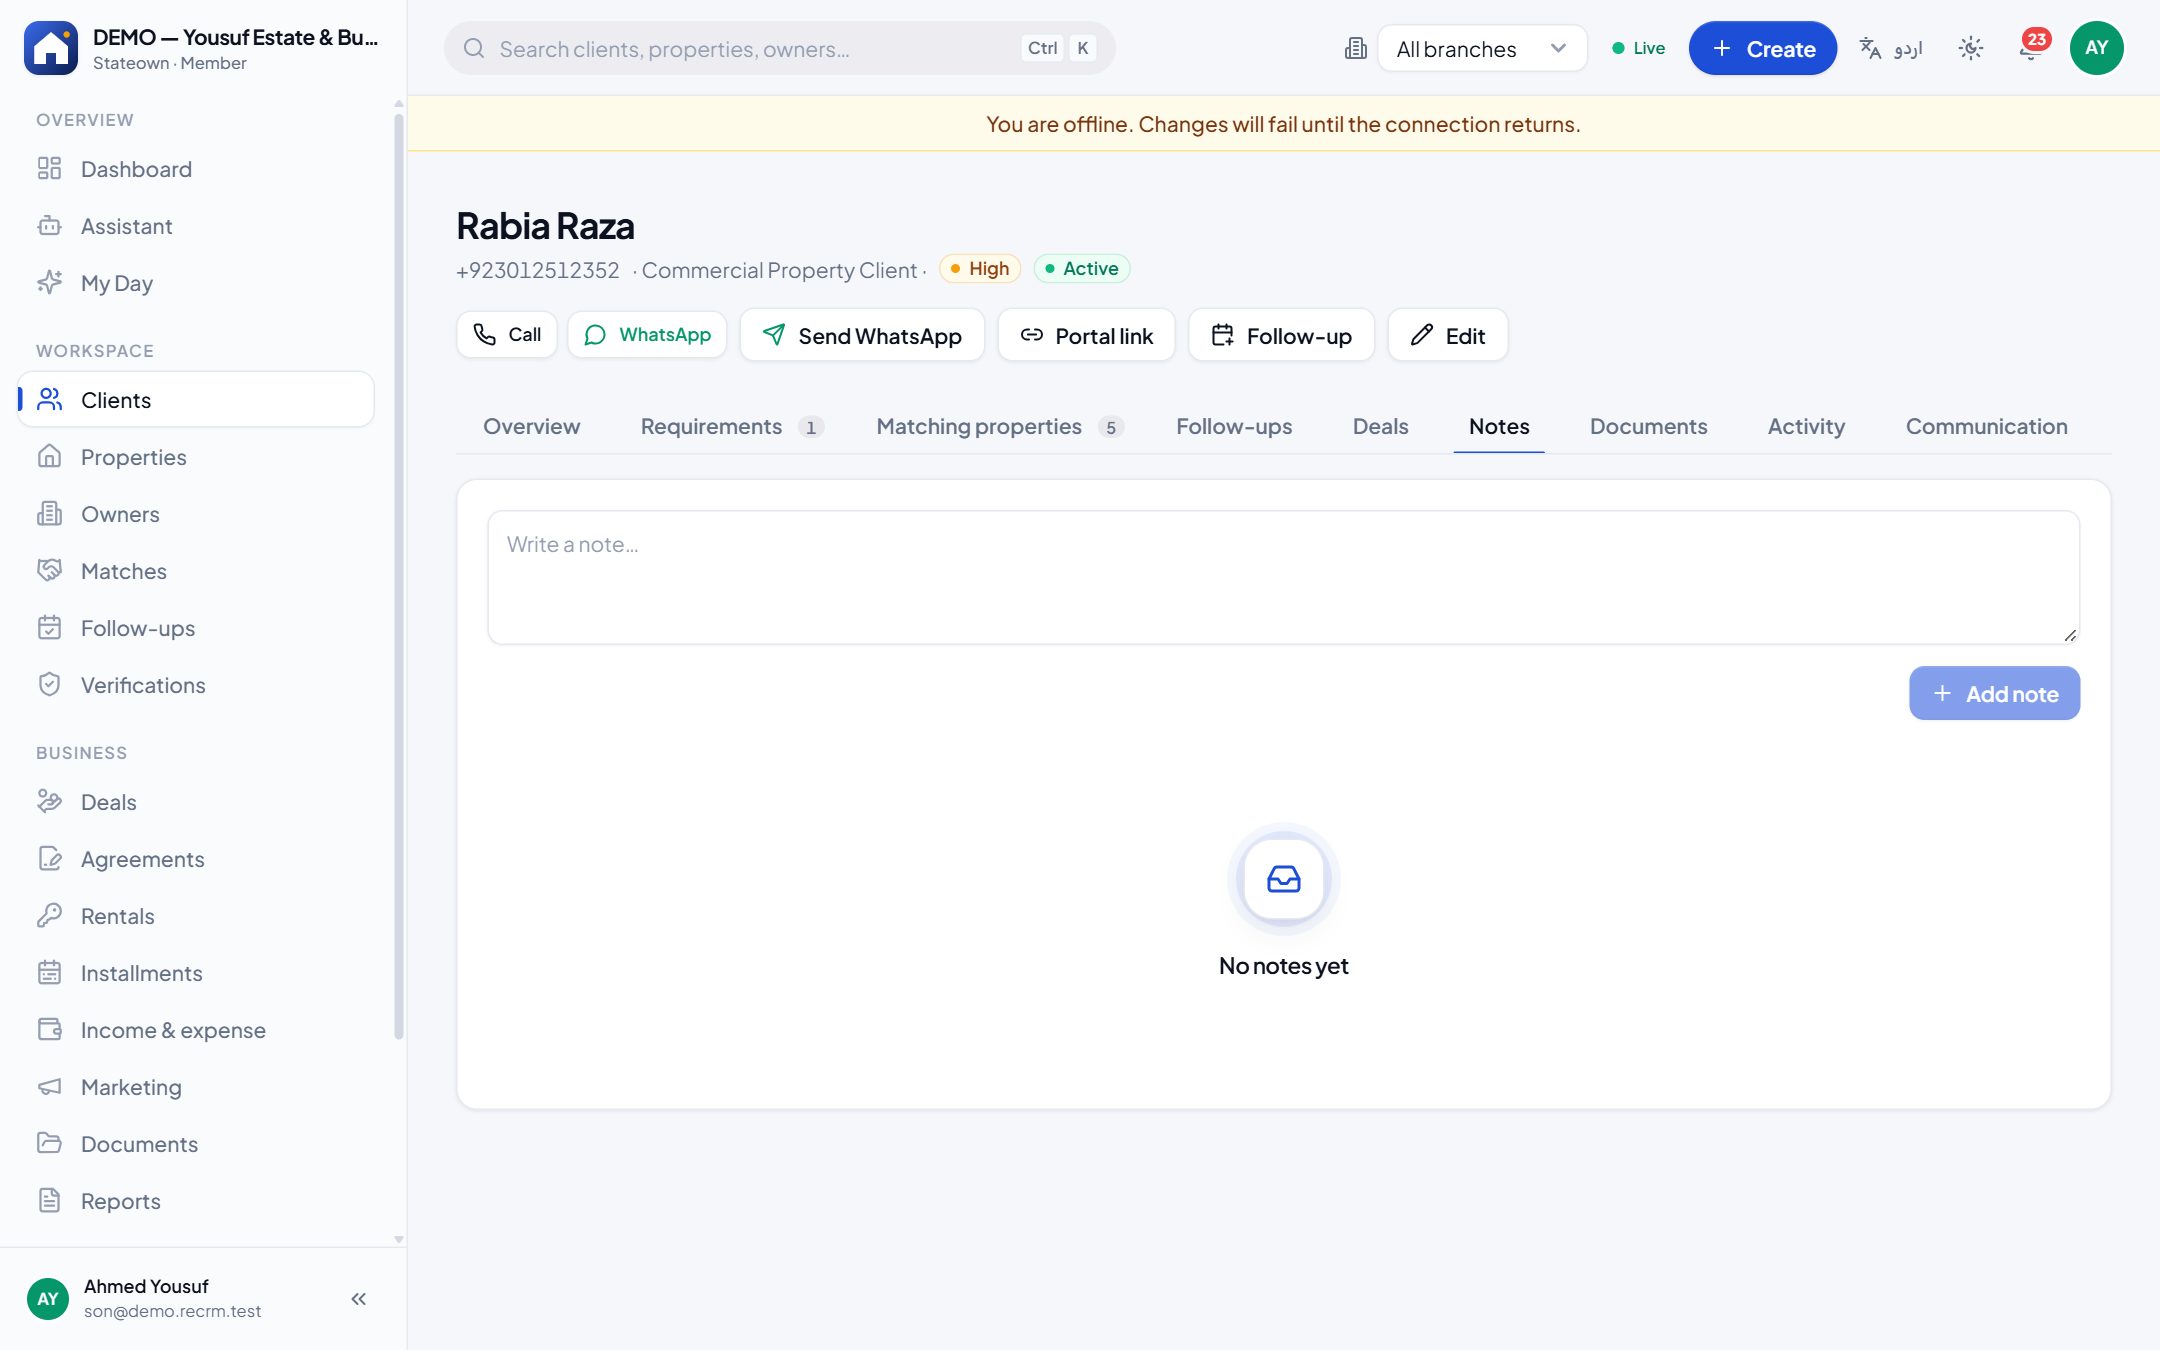 DEMO — Yousuf Estate & Bu...
Stateown · Member
Search clients, properties, owners...
Ctrl K
All branches
Live
+ Create
اردو
23
AY
You are offline. Changes will fail until the connection returns.
OVERVIEW
Dashboard
Assistant
My Day
WORKSPACE
Clients
Properties
Owners
Matches
Follow-ups
Verifications
BUSINESS
Deals
Agreements
Rentals
Installments
Income & expense
Marketing
Documents
Reports
AY
Ahmed Yousuf
son@demo.recrm.test
Rabia Raza
+923012512352 · Commercial Property Client · High Active
Call WhatsApp Send WhatsApp Portal link Follow-up Edit
Overview Requirements 1 Matching properties 5 Follow-ups Deals Notes Documents Activity Communication
Write a note...
+ Add note
No notes yet